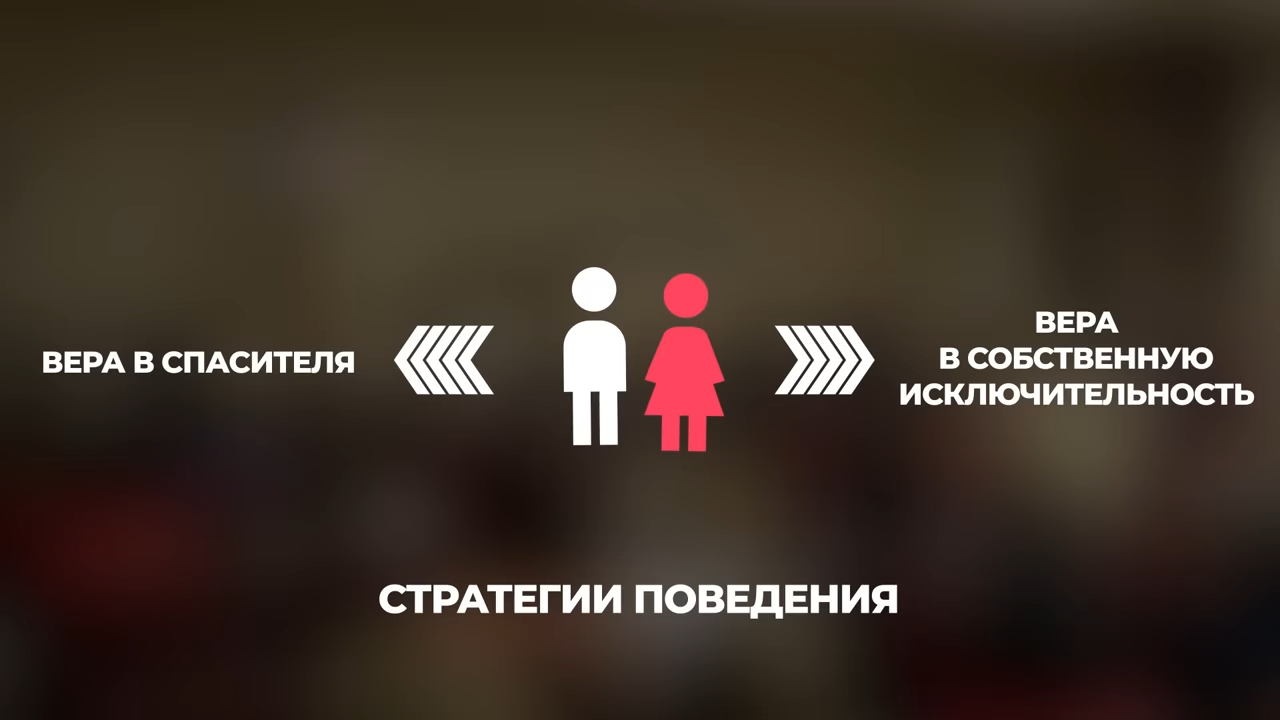 ВЕРА В СПАСИТЕЛЯ
ВЕРА
В СОБСТВЕННУЮ
ИСКЛЮЧИТЕЛЬНОСТЬ
СТРАТЕГИИ ПОВЕДЕНИЯ